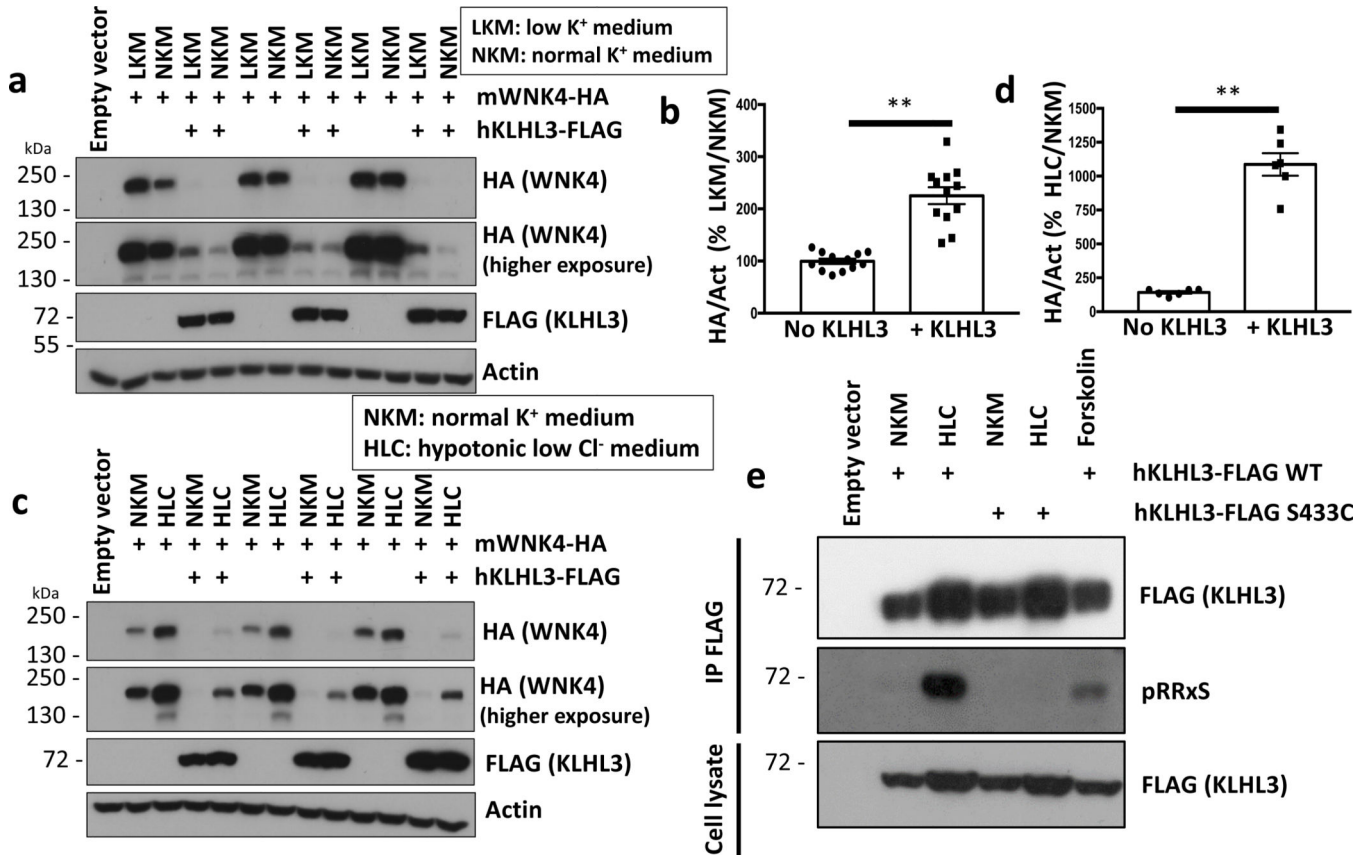 a
Empty vector
LKM
NKM
LKM
NKM
LKM
NKM
LKM
NKM
LKM
NKM
LKM
NKM
LKM: low K⁺ medium
NKM: normal K⁺ medium
+ + + + + + + + + + + + mWNK4-HA
+ + + + + + hKLHL3-FLAG
kDa
250 -
130 -
HA (WNK4)
250 -
130 -
HA (WNK4)
(higher exposure)
72 -
55 -
FLAG (KLHL3)
Actin
b
HA/Act (% LKM/NKM)
400
300
200
100
0
**
No KLHL3
+ KLHL3
d
HA/Act (% HLC/NKM)
1500
1250
1000
750
500
250
0
**
No KLHL3
+ KLHL3
NKM: normal K⁺ medium
HLC: hypotonic low Cl⁻ medium
c
Empty vector
NKM
HLC
NKM
HLC
NKM
HLC
NKM
HLC
NKM
HLC
NKM
HLC
+ + + + + + + + + + + + mWNK4-HA
+ + + + + + hKLHL3-FLAG
kDa
250 -
130 -
HA (WNK4)
250 -
130 -
HA (WNK4)
(higher exposure)
72 -
FLAG (KLHL3)
Actin
e
Empty vector
NKM
HLC
NKM
HLC
Forskolin
+ + + hKLHL3-FLAG WT
+ + hKLHL3-FLAG S433C
IP FLAG
72 -
FLAG (KLHL3)
72 -
pRRxS
Cell lysate
72 -
FLAG (KLHL3)